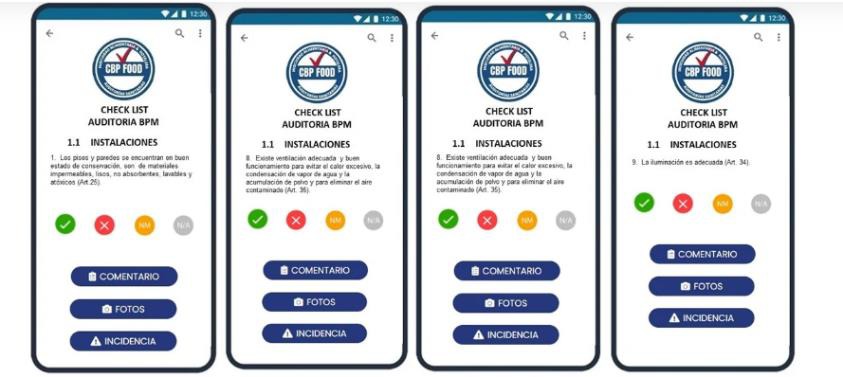 12:30
CBP FOOD
CHECK LIST
AUDITORIA BPM
1.1 INSTALACIONES
1. Los pisos y paredes se encuentran en buen
estado de conservación, son de materiales
impermeables, lisos, no absorbentes, lavables y
atóxicos (Art.25).
NM
N/A
COMENTARIO
FOTOS
INCIDENCIA
12:30
CBP FOOD
CHECK LIST
AUDITORIA BPM
1.1 INSTALACIONES
8. Existe ventilación adecuada y buen
funcionamiento para evitar el calor excesivo, la
condensación de vapor de agua y la
acumulación de polvo y para eliminar el aire
contaminado (Art. 35).
NM
N/A
COMENTARIO
FOTOS
INCIDENCIA
12:30
CBP FOOD
CHECK LIST
AUDITORIA BPM
1.1 INSTALACIONES
8. Existe ventilación adecuada y buen
funcionamiento para evitar el calor excesivo, la
condensación de vapor de agua y la
acumulación de polvo y para eliminar el aire
contaminado (Art. 35).
NM
N/A
COMENTARIO
FOTOS
INCIDENCIA
12:30
CBP FOOD
CHECK LIST
AUDITORIA BPM
1.1 INSTALACIONES
9. La iluminación es adecuada (Art. 34).
NM
N/A
COMENTARIO
FOTOS
INCIDENCIA